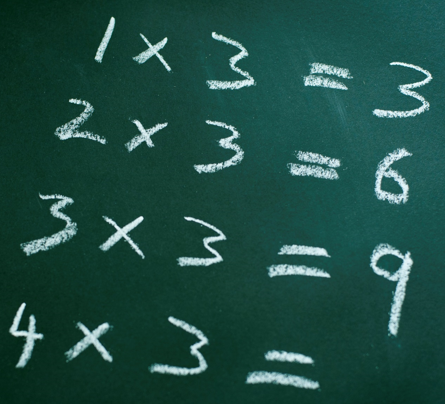 1 × 3 = 3
2 × 3 = 6
3 × 3 = 9
4 × 3 =